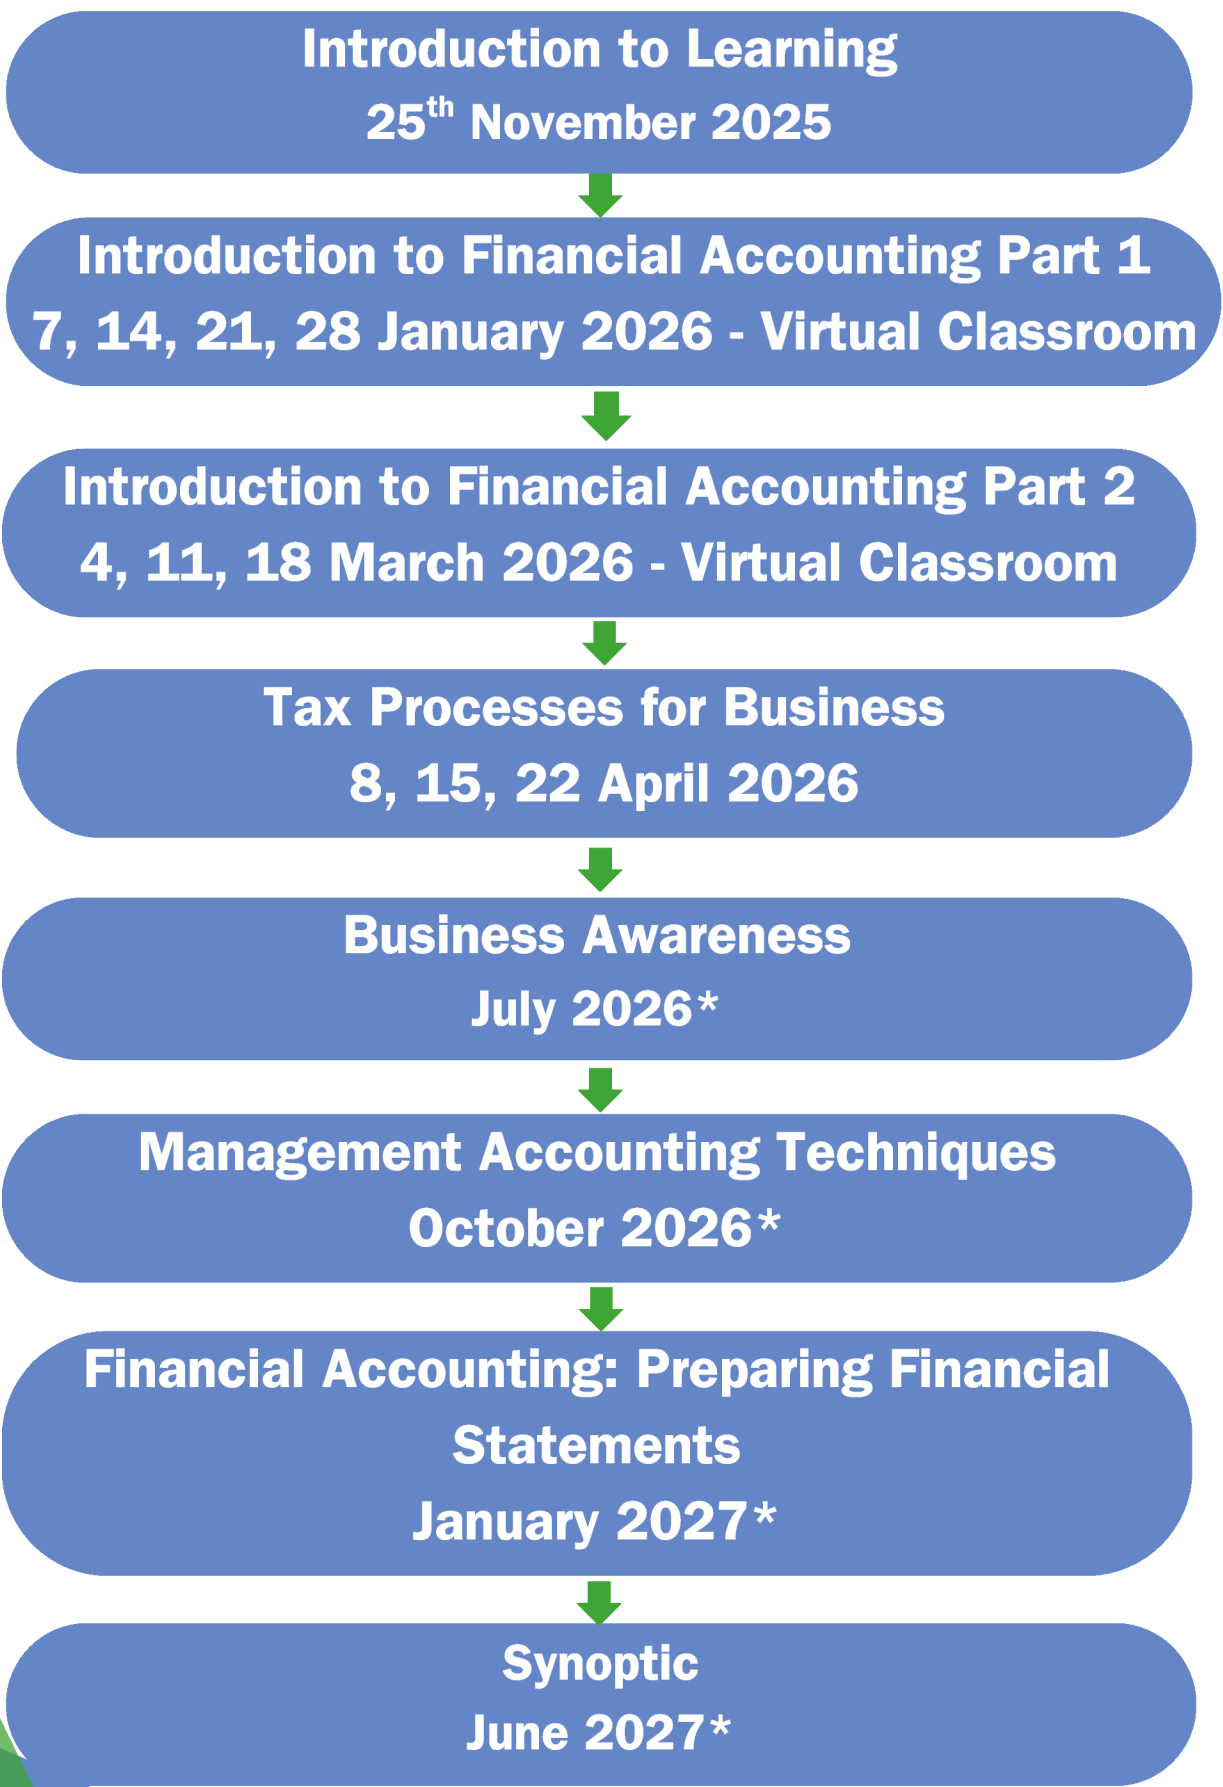 Introduction to Learning
25th November 2025
Introduction to Financial Accounting Part 1
7, 14, 21, 28 January 2026 - Virtual Classroom
Introduction to Financial Accounting Part 2
4, 11, 18 March 2026 - Virtual Classroom
Tax Processes for Business
8, 15, 22 April 2026
Business Awareness
July 2026*
Management Accounting Techniques
October 2026*
Financial Accounting: Preparing Financial
Statements
January 2027*
Synoptic
June 2027*